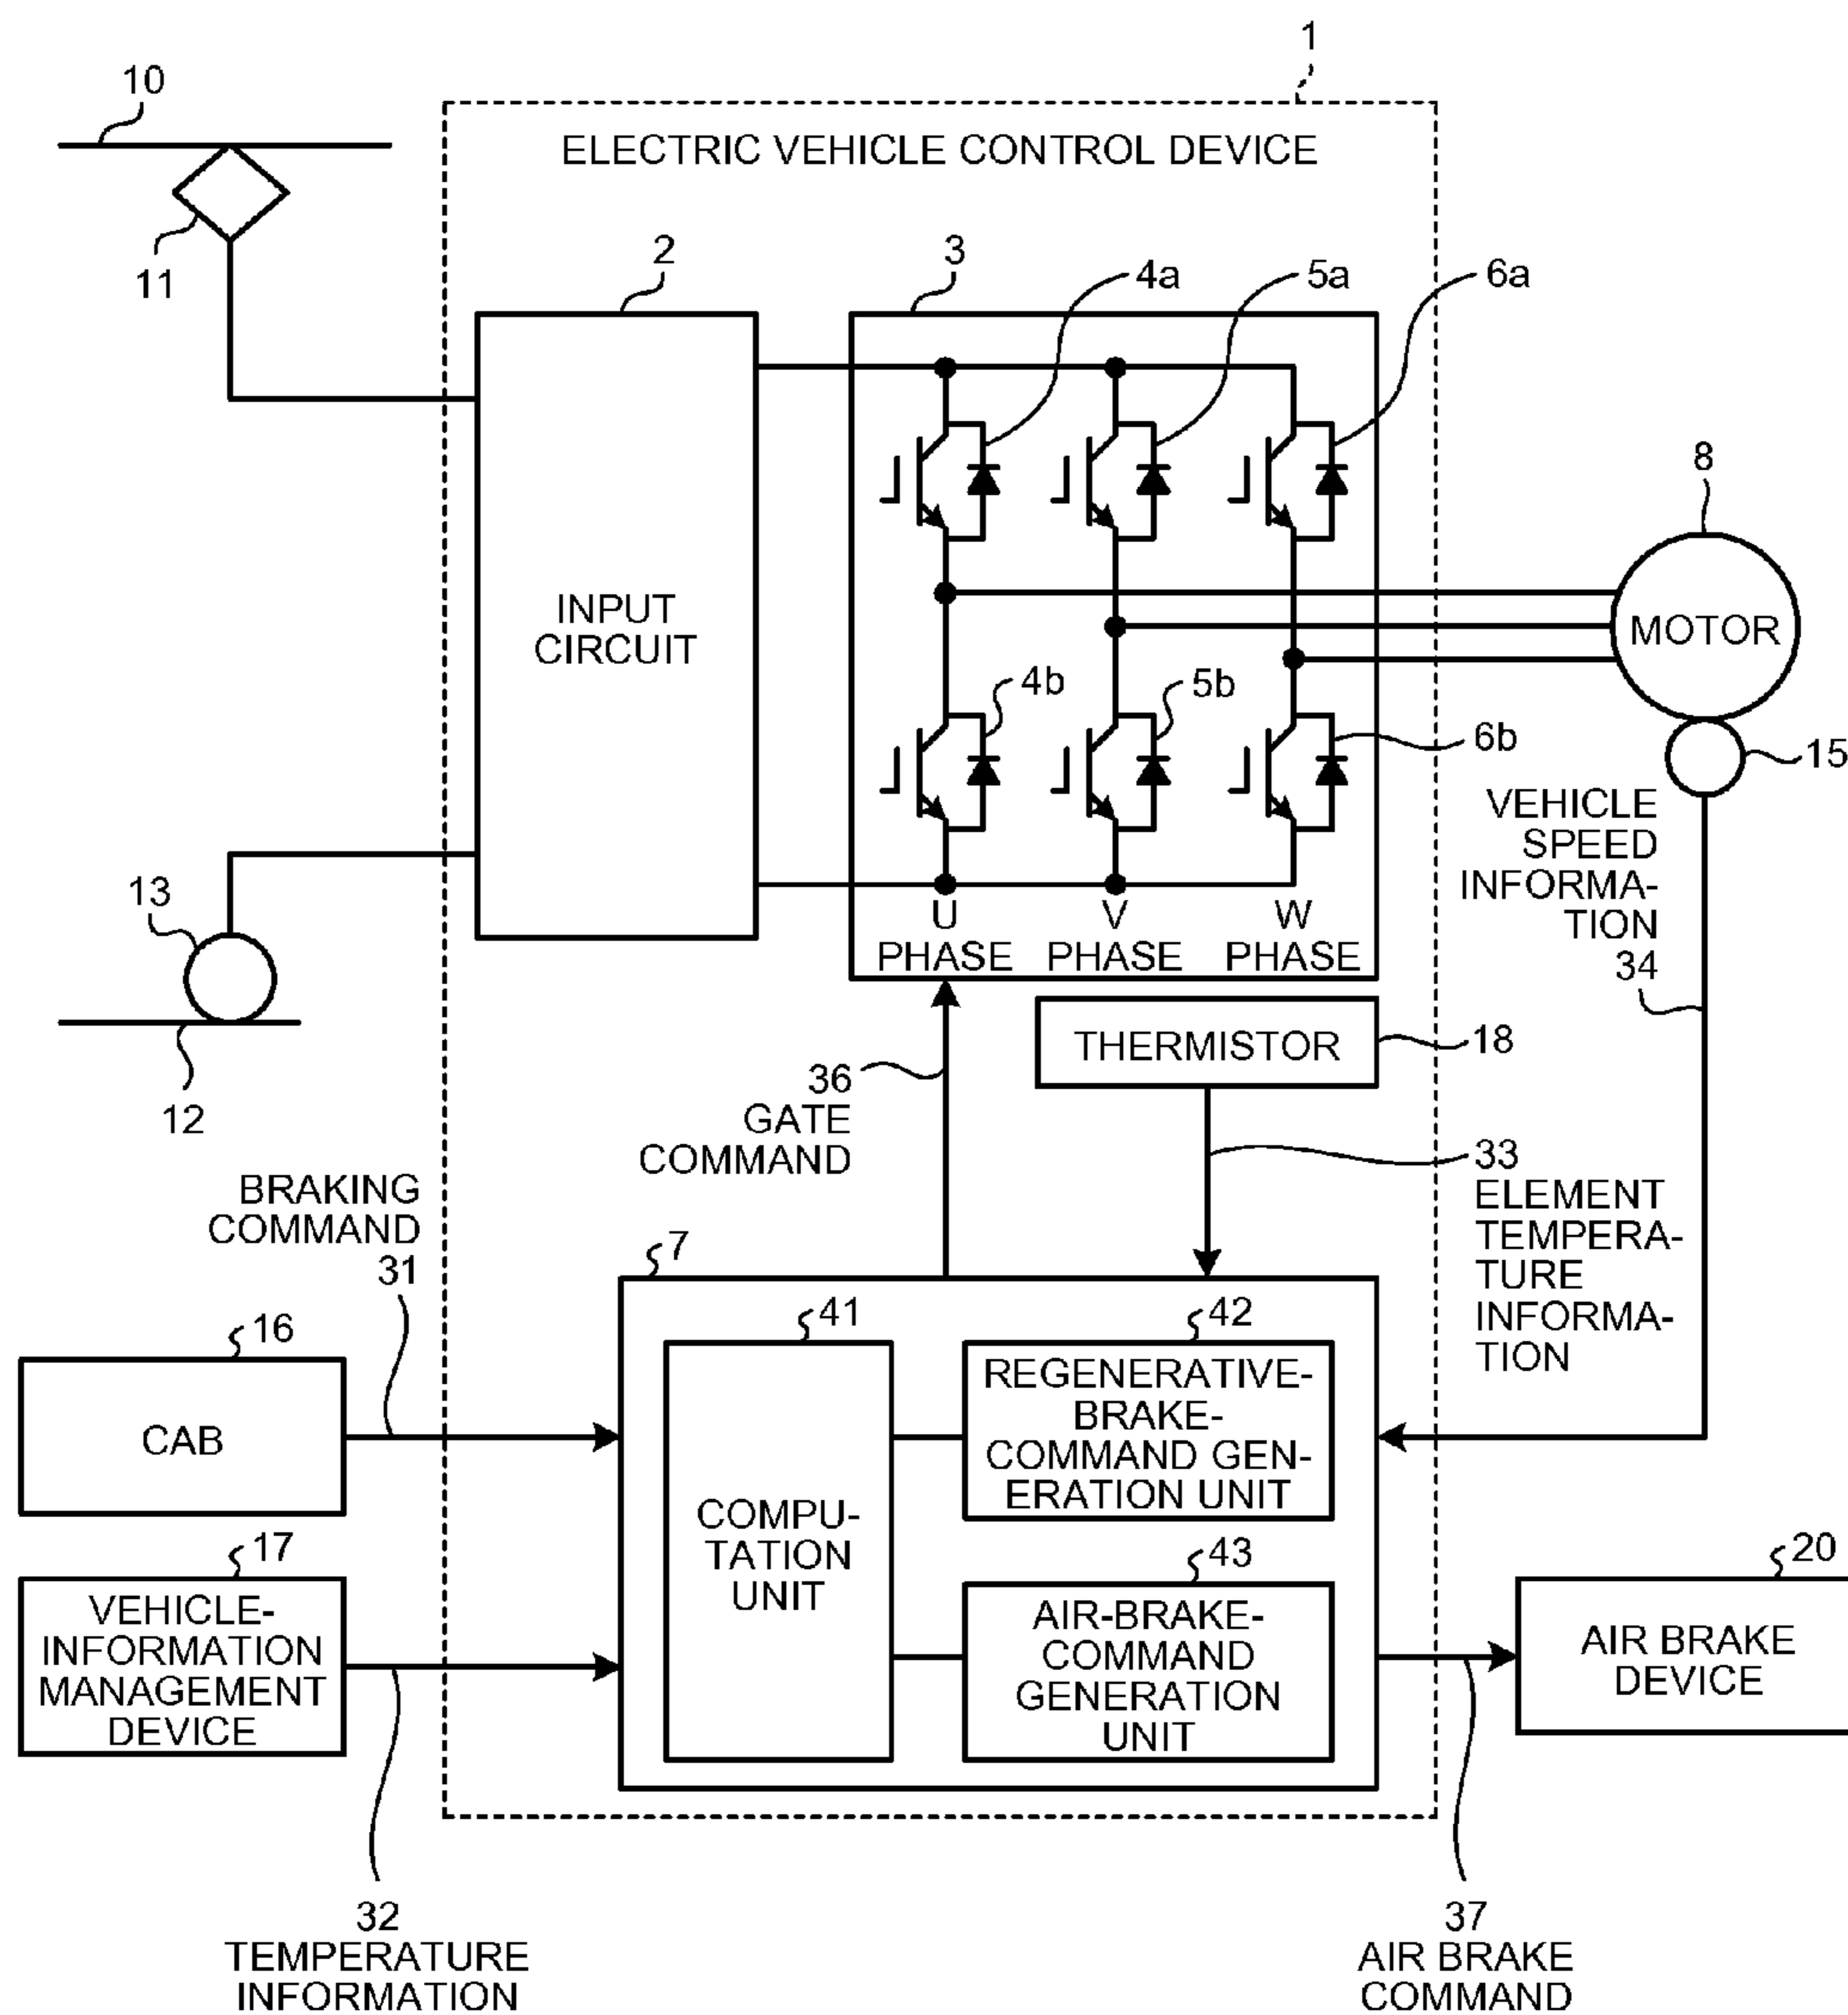 1
10
ELECTRIC VEHICLE CONTROL DEVICE
11
2
3
4a
5a
6a
8
INPUT
CIRCUIT
MOTOR
4b
5b
6b
15
VEHICLE
SPEED
INFORMA-
TION
34
13
U
PHASE
V
PHASE
W
PHASE
12
THERMISTOR
18
36
GATE
COMMAND
33
ELEMENT
TEMPERA-
TURE
INFORMA-
TION
BRAKING
COMMAND
31
7
16
CAB
41
COMPU-
TATION
UNIT
42
REGENERATIVE-
BRAKE-
COMMAND GEN-
ERATION UNIT
17
VEHICLE-
INFORMATION
MANAGEMENT
DEVICE
43
AIR-BRAKE-
COMMAND
GENERATION
UNIT
20
AIR BRAKE
DEVICE
32
TEMPERATURE
INFORMATION
37
AIR BRAKE
COMMAND